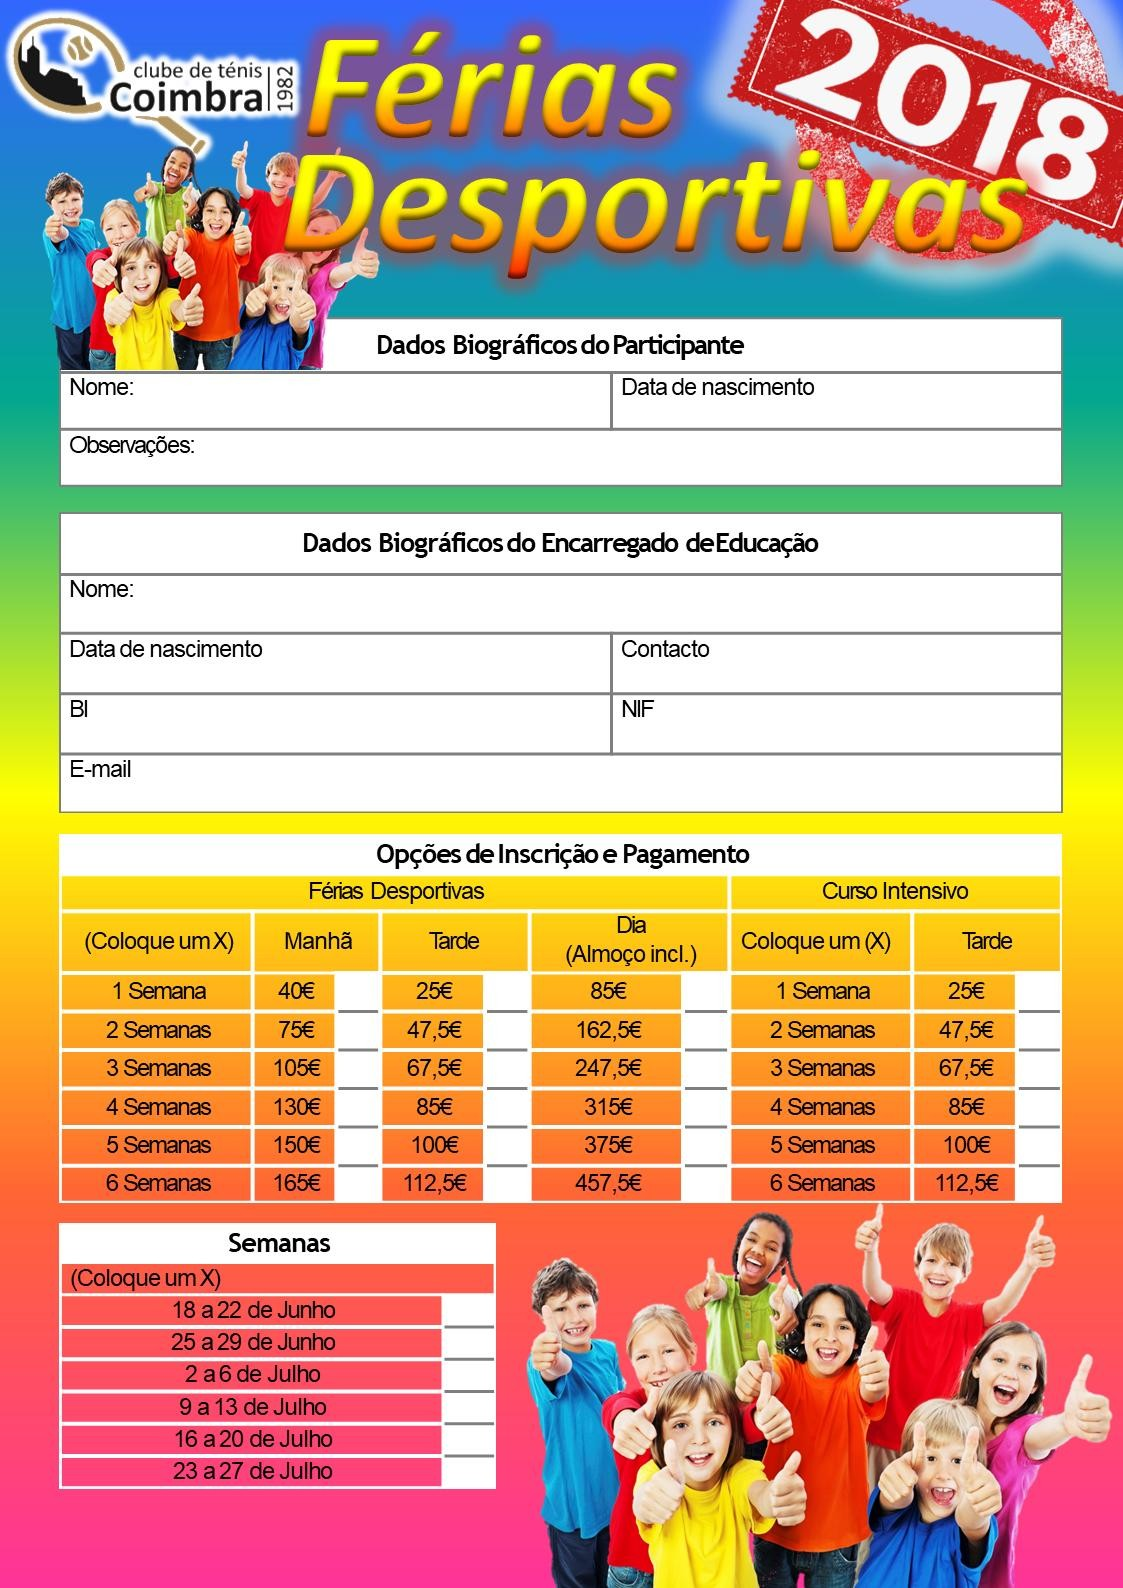 clube de ténis
Coimbra
1982
Férias
Desportivas
2018
Dados Biográficos do Participante
Nome:
Data de nascimento
Observações:
Dados Biográficos do Encarregado de Educação
Nome:
Data de nascimento
Contacto
BI
NIF
E-mail
Opções de Inscrição e Pagamento
Férias Desportivas
Curso Intensivo
(Coloque um X) Manhã Tarde Dia (Almoço incl.) Coloque um (X) Tarde
1 Semana 40€ 25€ 85€ 1 Semana 25€
2 Semanas 75€ 47,5€ 162,5€ 2 Semanas 47,5€
3 Semanas 105€ 67,5€ 247,5€ 3 Semanas 67,5€
4 Semanas 130€ 85€ 315€ 4 Semanas 85€
5 Semanas 150€ 100€ 375€ 5 Semanas 100€
6 Semanas 165€ 112,5€ 457,5€ 6 Semanas 112,5€
Semanas
(Coloque um X)
18 a 22 de Junho
25 a 29 de Junho
2 a 6 de Julho
9 a 13 de Julho
16 a 20 de Julho
23 a 27 de Julho